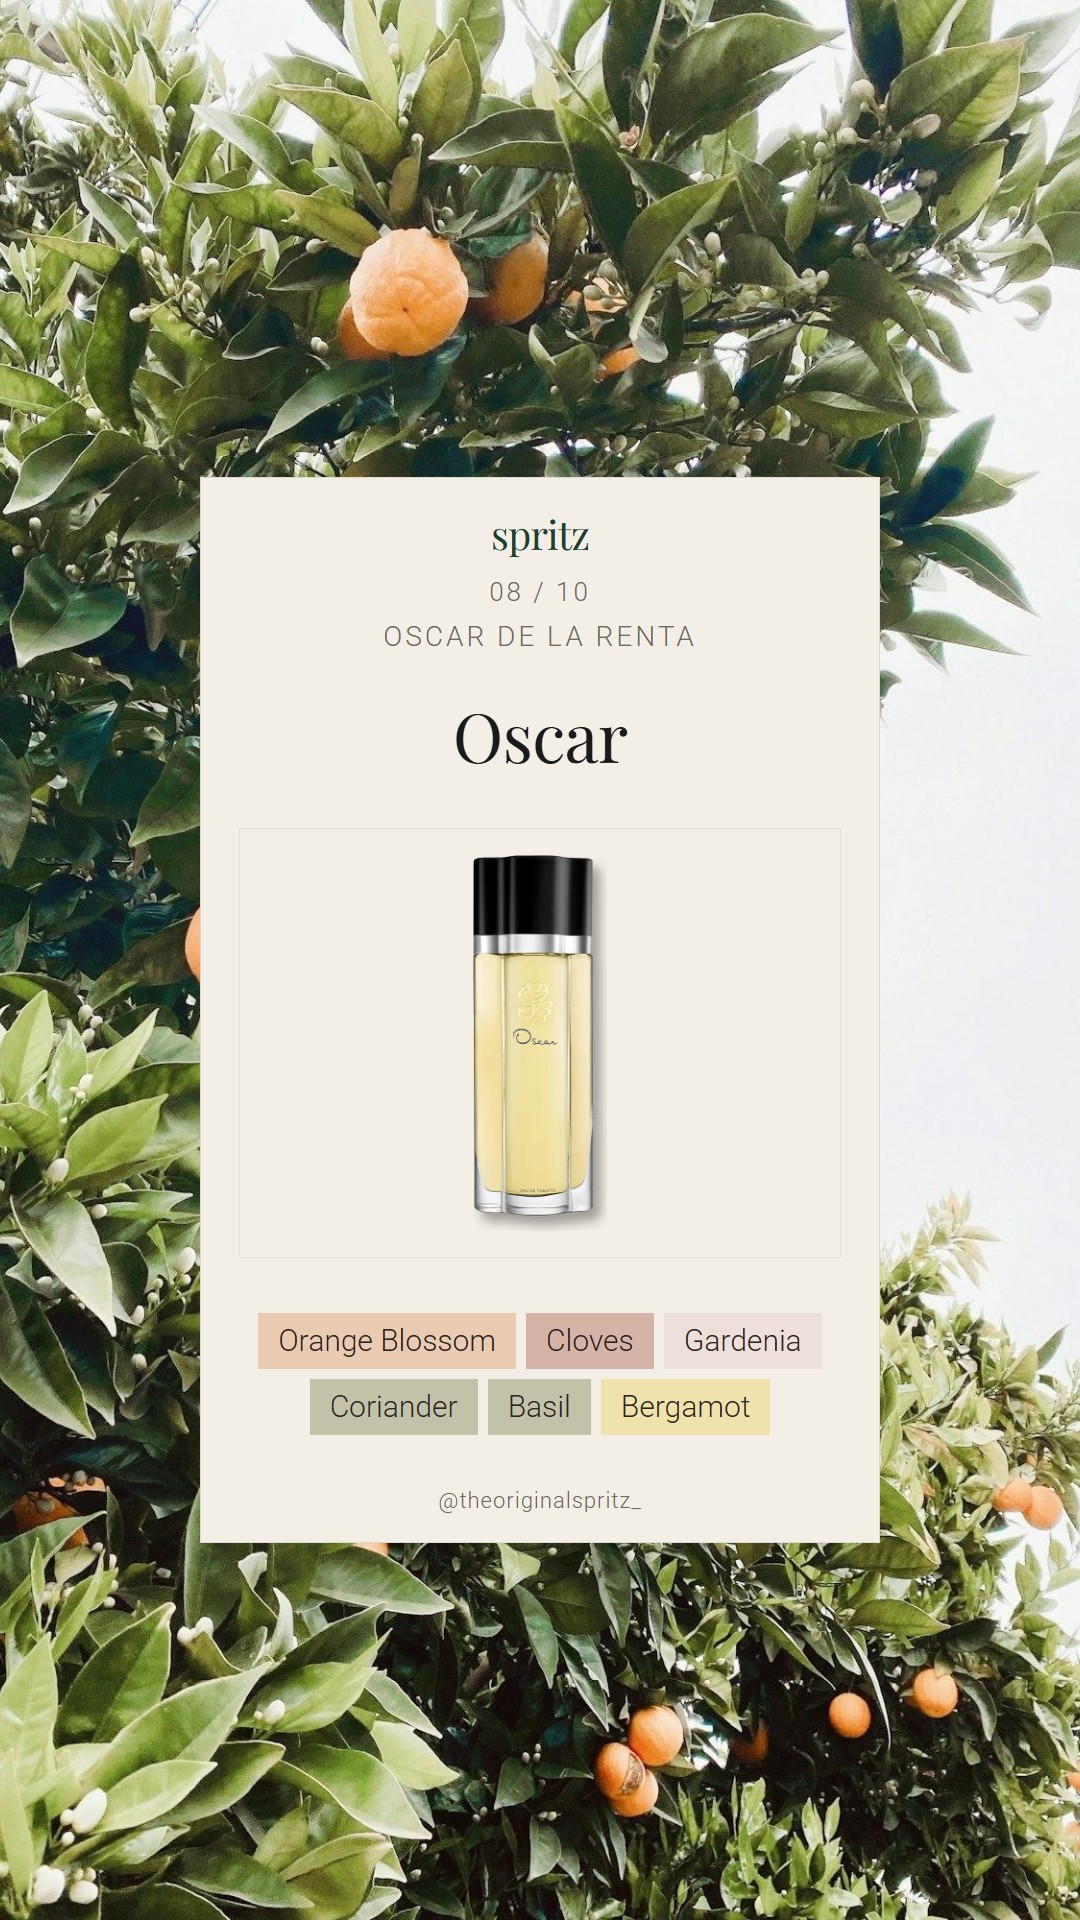 spritz
08 / 10
OSCAR DE LA RENTA
Oscar
Oscar
Orange Blossom Cloves Gardenia
Coriander Basil Bergamot
@theoriginalspritz_